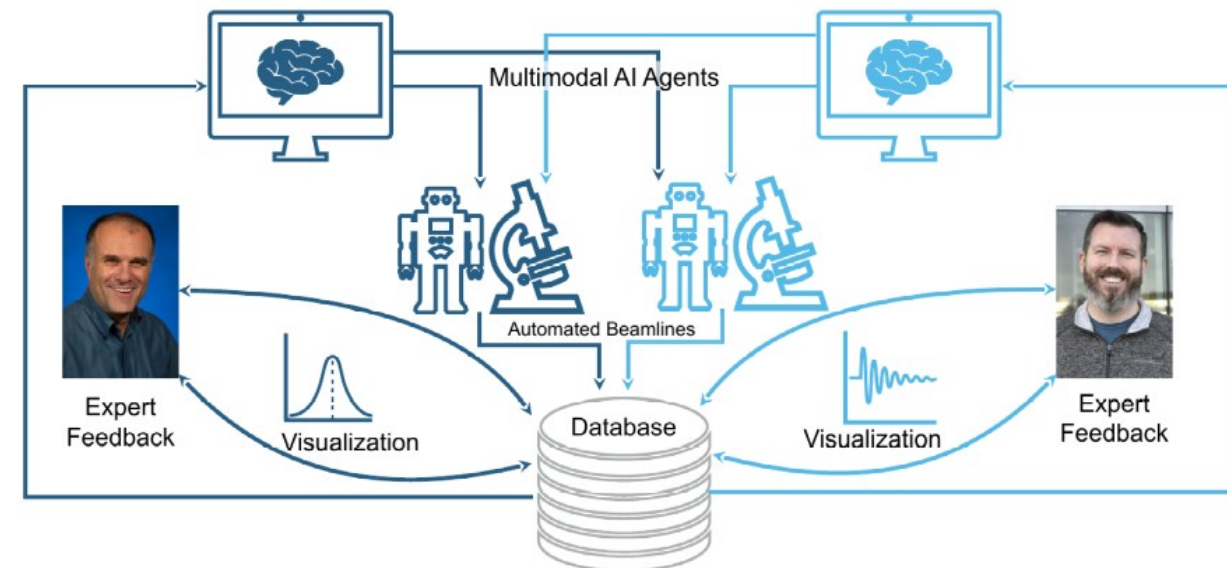 Multimodal AI Agents
Automated Beamlines
Expert
Feedback
Visualization
Database
Visualization
Expert
Feedback